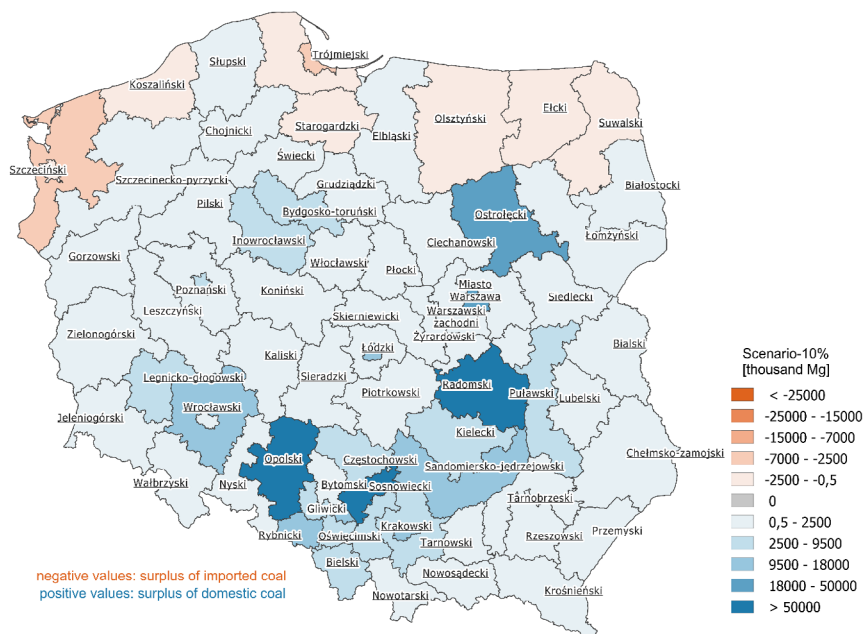 Trójmiejski
Słupski
Koszaliński
Ełcki
Olsztyński
Suwalski
Starogardzki
Chojnicki
Elbląski
Świecki
Szczeciński
Szczecinecko-pyrzycki
Grudziądzki
Białostocki
Pilski
Bydgosko-toruński
Ostrołęcki
Łomżyński
Inowrocławski
Ciechanowski
Gorzowski
Włocławski
Płocki
Poznański
Koniński
Miasto
Warszawa
Siedlecki
Leszczyński
Skierniewicki
Warszawski
zachodni
Zielonogórski
Żyrardowski
Bialski
Łódzki
Kaliski
Sieradzki
Legnicko-głogowski
Radomski
Piotrkowski
Puławski
Lubelski
Wrocławski
Jeleniogórski
Kielecki
Chełmsko-zamojski
Opolski
Częstochowski
Sandomiersko-jędrzejowski
Wałbrzyski
Nyski
Bytomski
Sosnowiecki
Tarnobrzeski
Gliwicki
Krakowski
Przemyski
Rybnicki
Oświęcimski
Tarnowski
Rzeszowski
Bielski
Nowosądecki
Nowotarski
Krośnieński
Scenario-10%
[thousand Mg]
< -25000
-25000 - -15000
-15000 - -7000
-7000 - -2500
-2500 - -0,5
0
0,5 - 2500
2500 - 9500
9500 - 18000
18000 - 50000
> 50000
negative values: surplus of imported coal
positive values: surplus of domestic coal